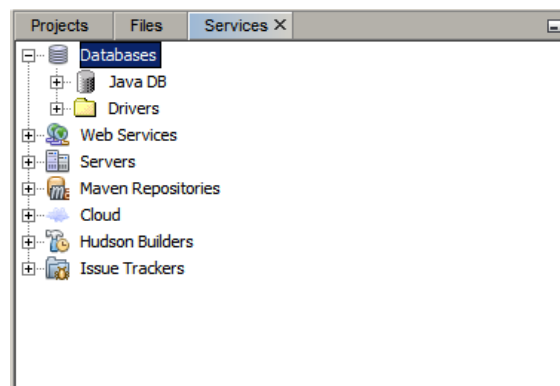 Projects Files Services
Databases
Java DB
Drivers
Web Services
Servers
Maven Repositories
Cloud
Hudson Builders
Issue Trackers